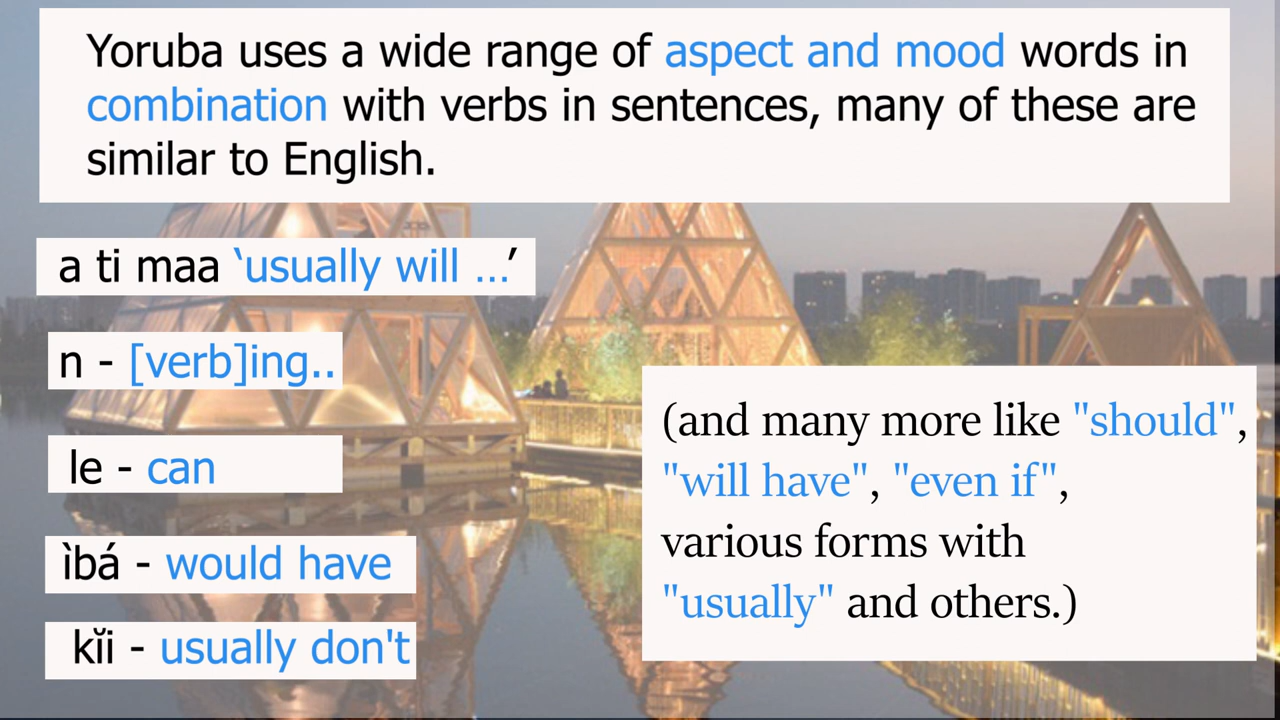 Yoruba uses a wide range of aspect and mood words in
combination with verbs in sentences, many of these are
similar to English.
a ti maa ‘usually will ...’
n - [verb]ing..
le - can
ìbá - would have
kǐi - usually don't
(and many more like "should",
"will have", "even if",
various forms with
"usually" and others.)